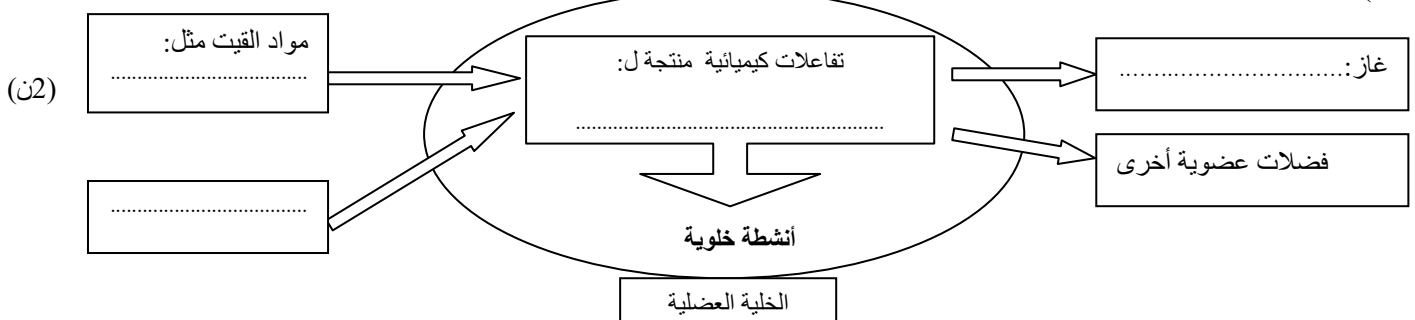 مواد القيت مثل:
.....................................
تفاعلات كيميائية منتجة ل:
..........................................................
غاز:................................
(2ن)
فضلات عضوية أخرى
.....................................
أنشطة خلوية
الخلية العضلية